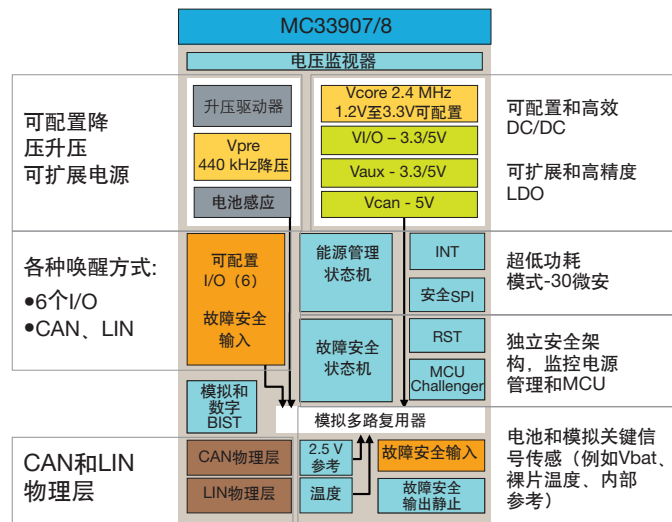 MC33907/8
电压监视器
可配置降
压升压
可扩展电源
升压驱动器
Vpre
440 kHz降压
电池感应
Vcore 2.4 MHz
1.2V至3.3V可配置
VI/O – 3.3/5V
Vaux - 3.3/5V
Vcan - 5V
可配置和高效
DC/DC
可扩展和高精度
LDO
各种唤醒方式:
●6个I/O
●CAN、LIN
可配置
I/O（6）
故障安全
输入
能源管理
状态机
INT
安全SPI
超低功耗
模式-30微安
故障安全
状态机
RST
MCU
Challenger
独立安全架
构，监控电源
管理和MCU
模拟和
数字
BIST
模拟多路复用器
CAN和LIN
物理层
CAN物理层
LIN物理层
2.5 V
参考
温度
故障安全输入
故障安全
输出静止
电池和模拟关键信
号传感（例如Vbat、
裸片温度、内部
参考）